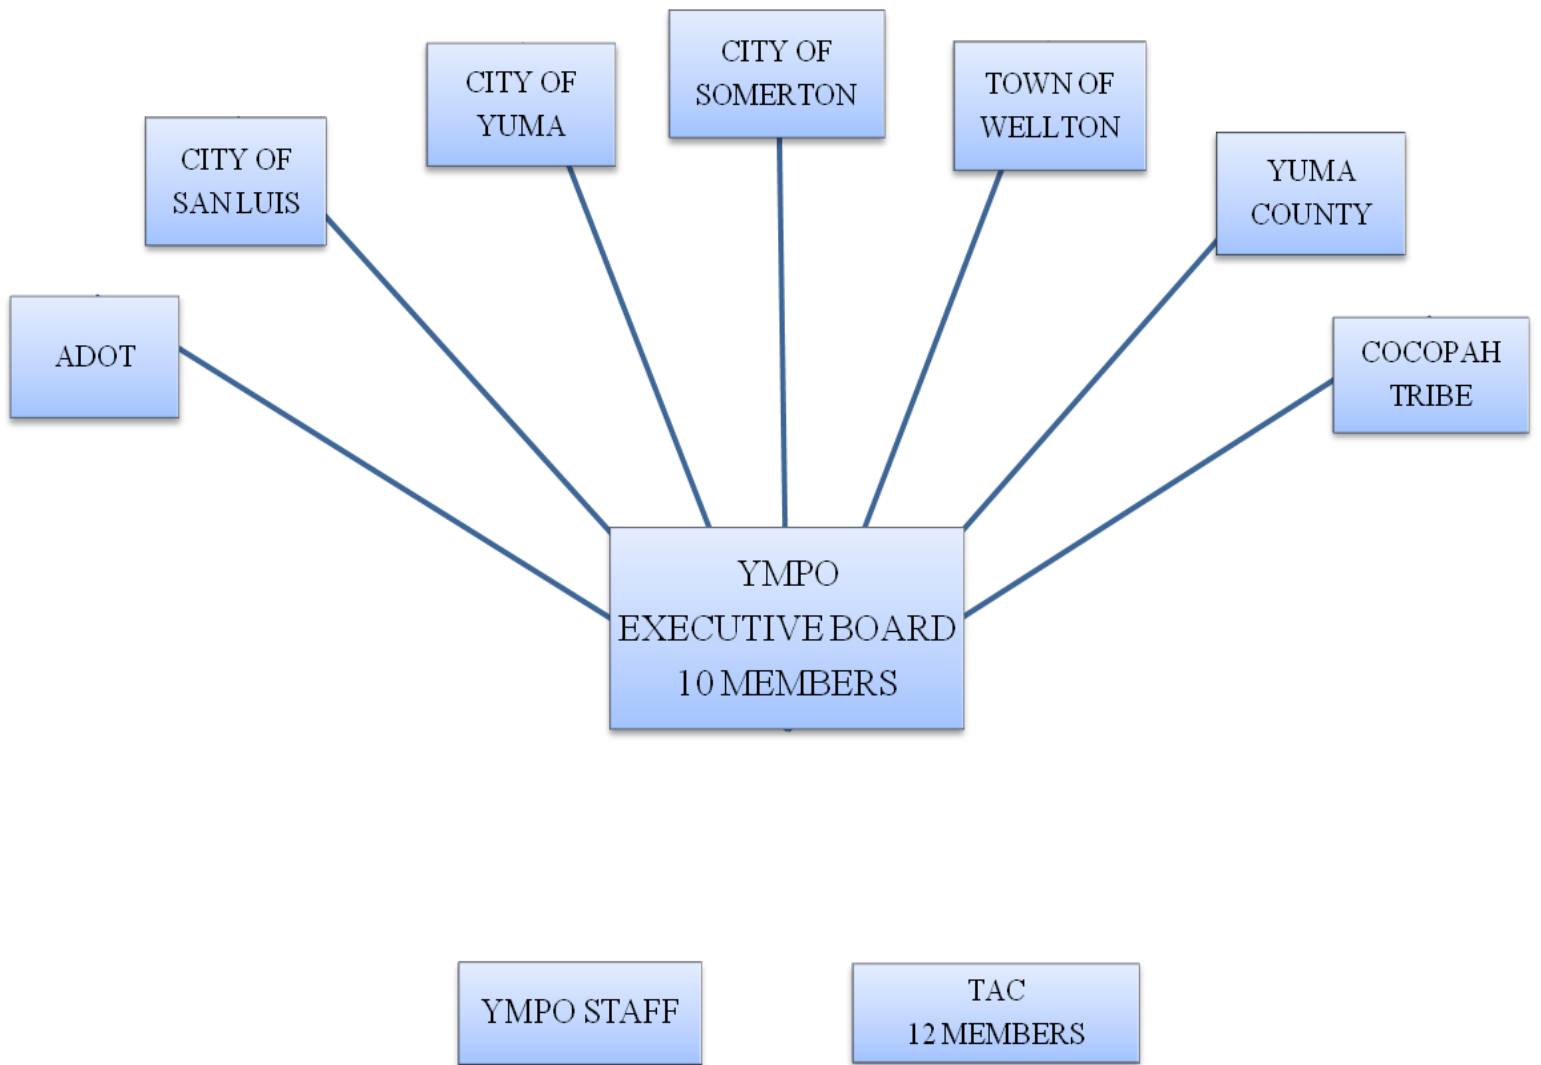 CITY OF
SOMERTON
CITY OF
YUMA
TOWN OF
WELLTON
CITY OF
SAN LUIS
YUMA
COUNTY
ADOT
COCOPAH
TRIBE
YMPO
EXECUTIVE BOARD
10 MEMBERS
YMPO STAFF
TAC
12 MEMBERS